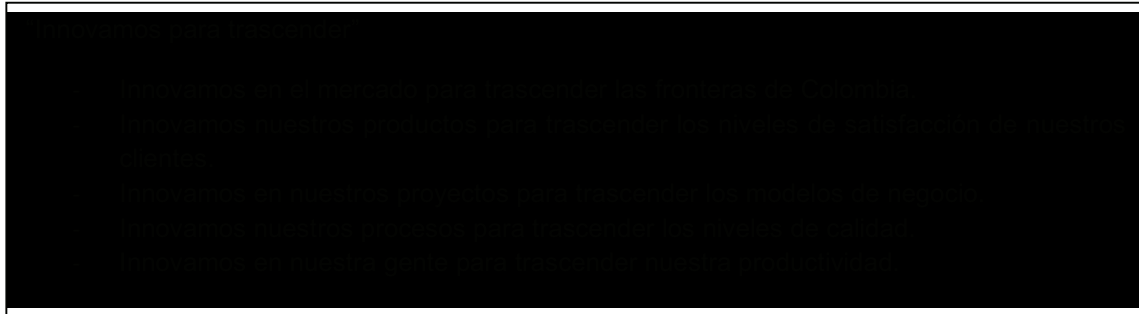 "Innovamos para trascender"
- Innovamos en el mercado para trascender las fronteras de Colombia
- Innovamos nuestros productos para trascender los niveles de satisfacción de nuestros
clientes
- Innovamos en nuestros proyectos para trascender los modelos de negocio
- Innovamos nuestros procesos para trascender los niveles de calidad
- Innovamos en nuestra gente para trascender nuestra productividad